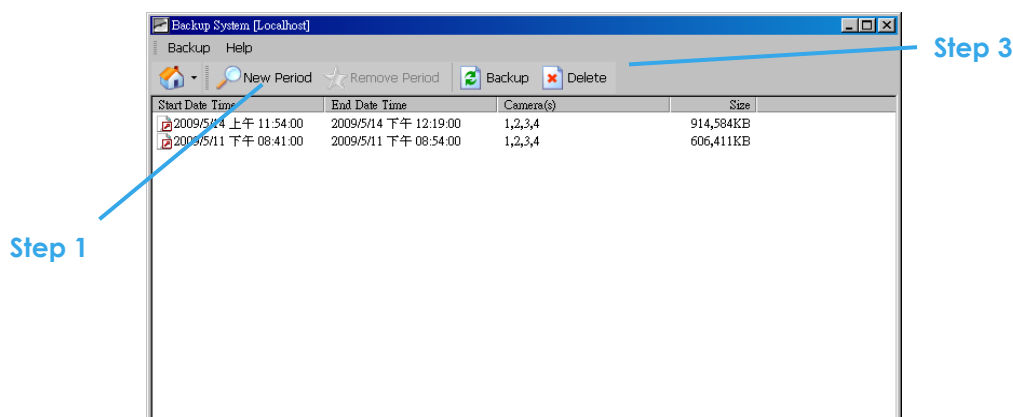 Backup System [Localhost]
Backup Help
Step 3
New Period Remove Period Backup Delete
Start Date Time End Date Time Camera(s) Size
2009/5/14 上午 11:54:00 2009/5/14 下午 12:19:00 1,2,3,4 914,584KB
2009/5/11 下午 08:41:00 2009/5/11 下午 08:54:00 1,2,3,4 606,411KB
Step 1